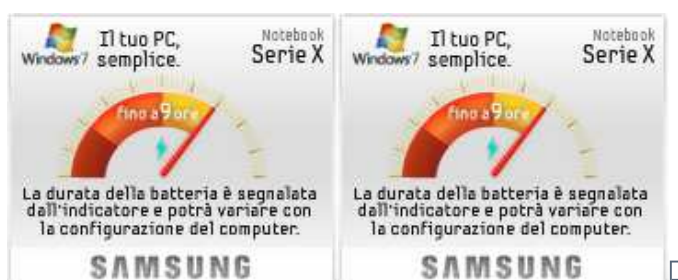 Windows 7
Il tuo PC,
semplice.
Notebook
Serie X
fino a 9 ore
La durata della batteria è segnalata
dall'indicatore e potrà variare con
la configurazione del computer.
SAMSUNG
Windows 7
Il tuo PC,
semplice.
Notebook
Serie X
fino a 9 ore
La durata della batteria è segnalata
dall'indicatore e potrà variare con
la configurazione del computer.
SAMSUNG